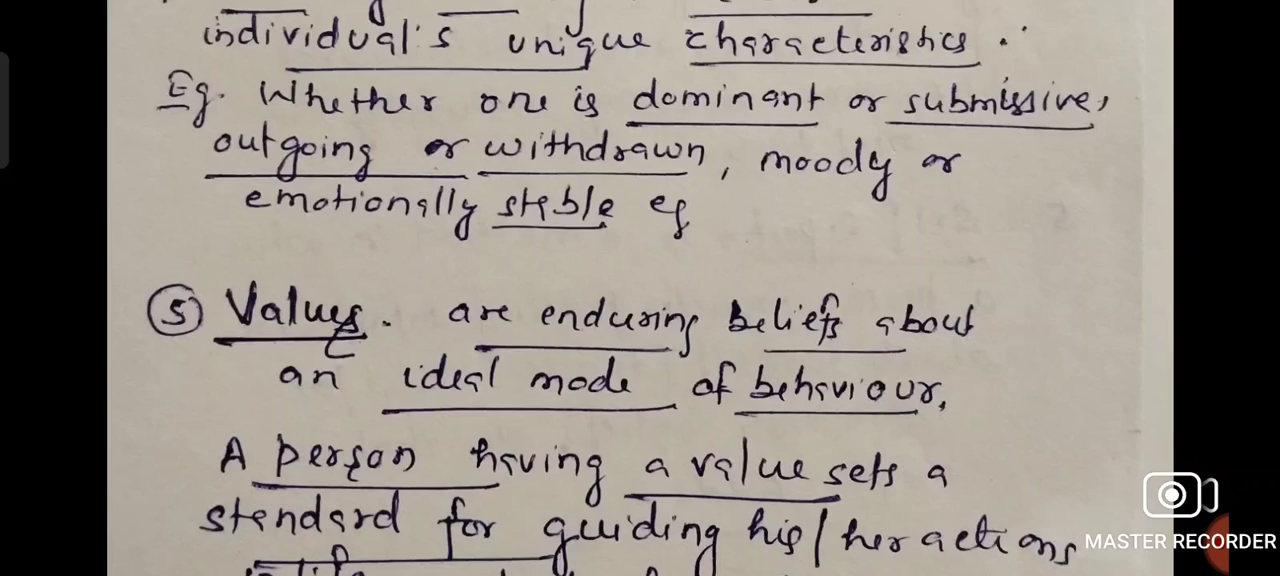 individual's unique characteristics.
Eg. Whether one is dominant or submissive,
outgoing or withdrawn, moody or
emotionally stable eg
⑤ Values. are enduring beliefs about
an ideal mode of behaviour.
A person having a value sets a
standard for guiding his/her actions
MASTER RECORDER